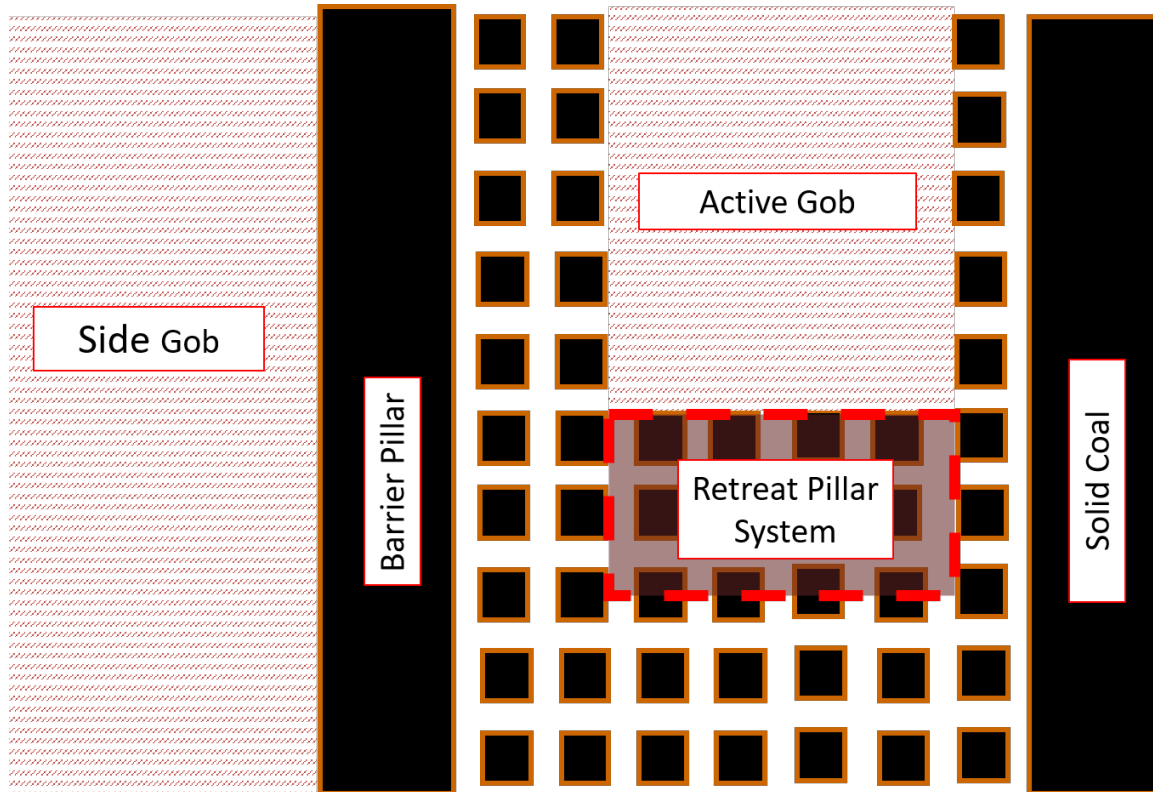 Active Gob
Side Gob
Barrier Pillar
Retreat Pillar
System
Solid Coal